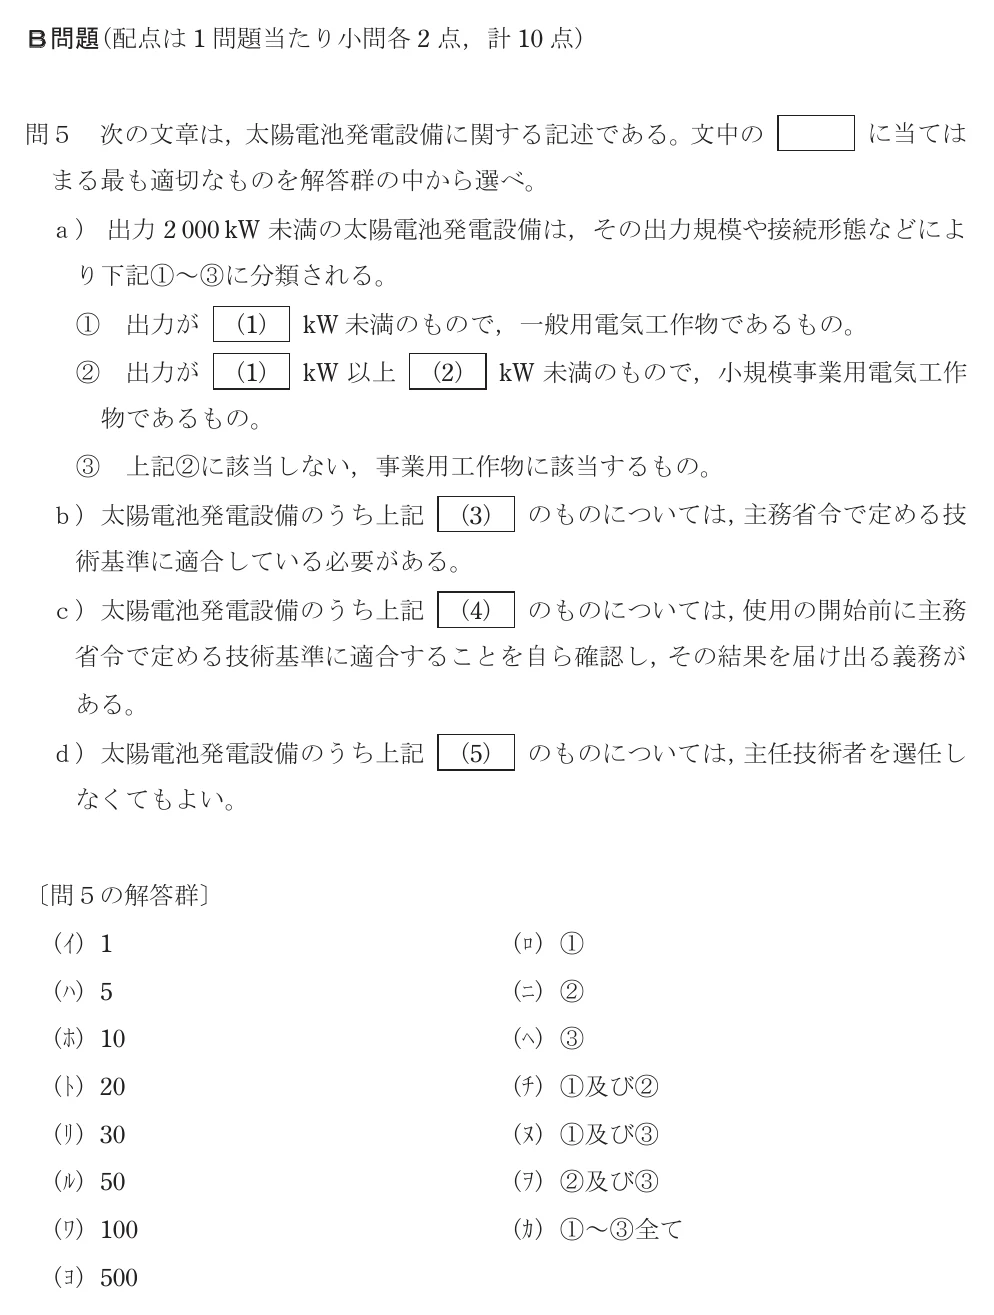 B問題(配点は1問題当たり小問各2点，計10点)
問5　次の文章は，太陽電池発電設備に関する記述である。文中の　　　に当ては
まる最も適切なものを解答群の中から選べ。
a） 出力 2 000 kW 未満の太陽電池発電設備は，その出力規模や接続形態などによ
り下記①～③に分類される。
①　出力が (1) kW 未満のもので，一般用電気工作物であるもの。
②　出力が (1) kW 以上 (2) kW 未満のもので，小規模事業用電気工作
物であるもの。
③　上記②に該当しない，事業用工作物に該当するもの。
b）太陽電池発電設備のうち上記 (3) のものについては，主務省令で定める技
術基準に適合している必要がある。
c）太陽電池発電設備のうち上記 (4) のものについては，使用の開始前に主務
省令で定める技術基準に適合することを自ら確認し，その結果を届け出る義務が
ある。
d）太陽電池発電設備のうち上記 (5) のものについては，主任技術者を選任し
なくてもよい。
〔問5の解答群〕
(ｲ) 1　(ﾛ) ①
(ﾊ) 5　(ﾆ) ②
(ﾎ) 10　(ﾍ) ③
(ﾄ) 20　(ﾁ) ①及び②
(ﾘ) 30　(ﾇ) ①及び③
(ﾙ) 50　(ｦ) ②及び③
(ﾜ) 100　(ｶ) ①～③全て
(ﾖ) 500